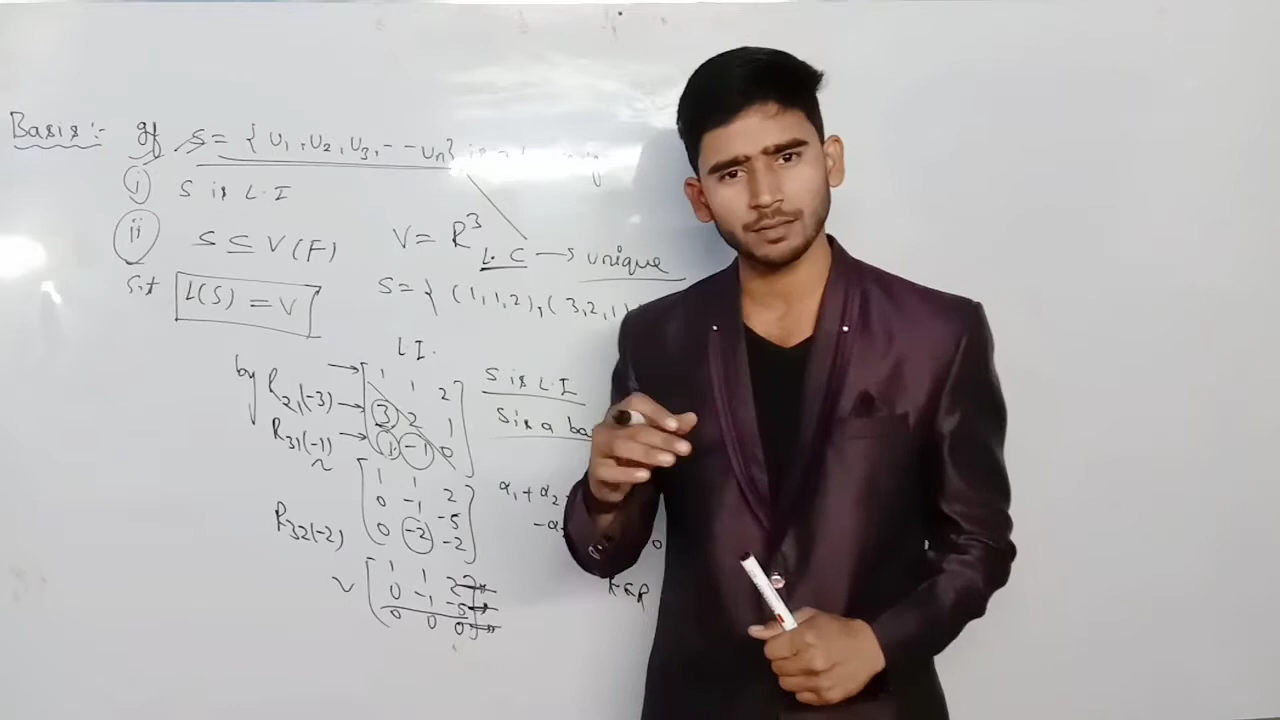 Basis:- If S = { U1, U2, U3, - - Un }
(i) S is L.I
(ii) S ⊆ V(F) V = R³
L.C → unique
S.t L(S) = V S = { (1,1,2), (3,2,1)
L I.
by R21(-3) [ 1 1 2 S is L.I
R31(-1) 3 2 1 S is a ba
~ 1 -1 0 ]
[ 1 1 2
0 -1 -5 α1 + α2
R32(-2) 0 -2 -2 ] 0
~ [ 1 1 2 K ∈ R
0 -1 -5
0 0 0 ]